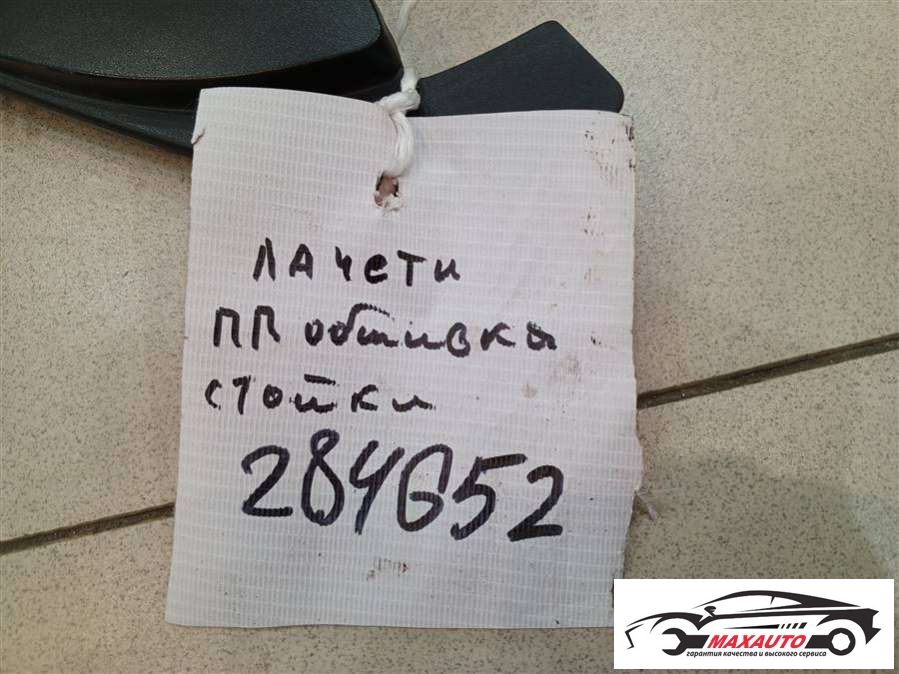 ЛАЧЕТИ
ПП обшивка
стойки
284652
MAXAUTO
гарантия качества и высокого сервиса